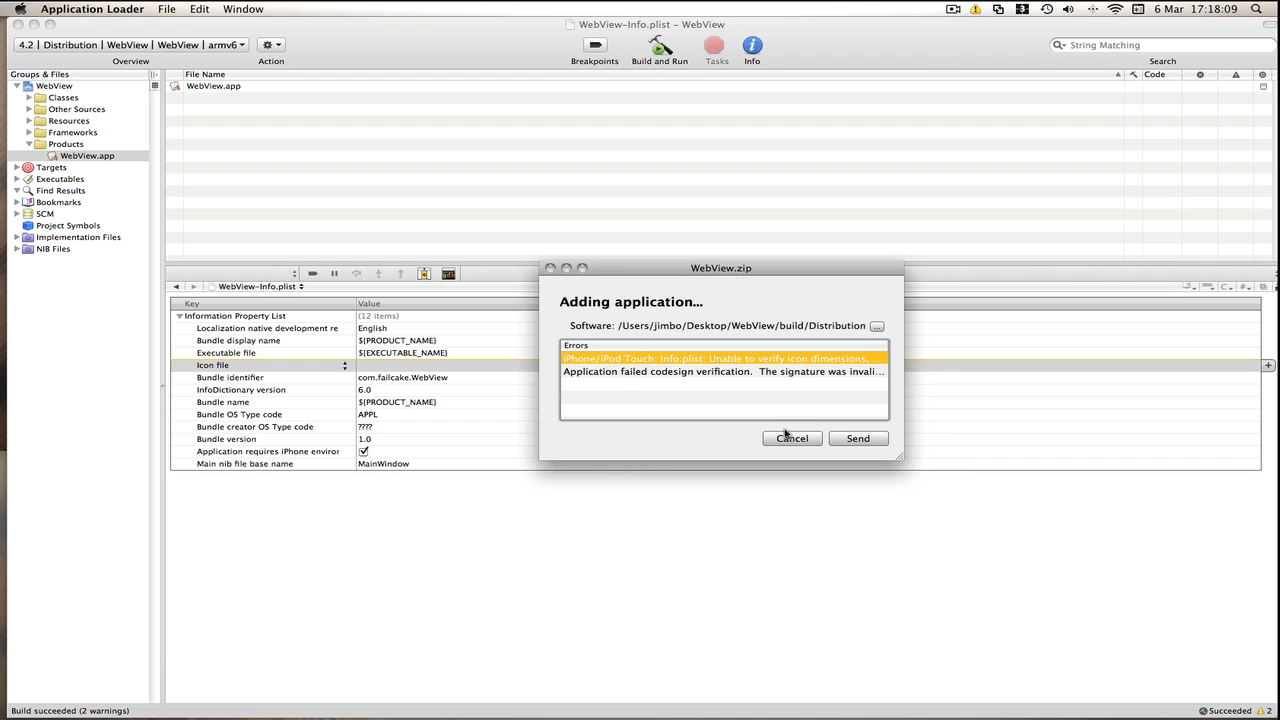 Application Loader File Edit Window 6 Mar 17:18:09
WebView-Info.plist – WebView
4.2 | Distribution | WebView | WebView | armv6
String Matching
Overview Action Breakpoints Build and Run Tasks Info Search
Groups & Files File Name Code
WebView
WebView.app
Classes
Other Sources
Resources
Frameworks
Products
WebView.app
Targets
Executables
Find Results
Bookmarks
SCM
Project Symbols
Implementation Files
NIB Files
WebView-Info.plist
Key Value
Information Property List (12 items)
Localization native development re English
Bundle display name ${PRODUCT_NAME}
Executable file ${EXECUTABLE_NAME}
Icon file
Bundle identifier com.failcake.WebView
InfoDictionary version 6.0
Bundle name ${PRODUCT_NAME}
Bundle OS Type code APPL
Bundle creator OS Type code ????
Bundle version 1.0
Application requires iPhone enviror
Main nib file base name MainWindow
WebView.zip
Adding application...
Software: /Users/jimbo/Desktop/WebView/build/Distribution ...
Errors
iPhone/iPod Touch: Info.plist: Unable to verify icon dimensions,
Application failed codesign verification. The signature was invali...
Cancel Send
Build succeeded (2 warnings) Succeeded 2